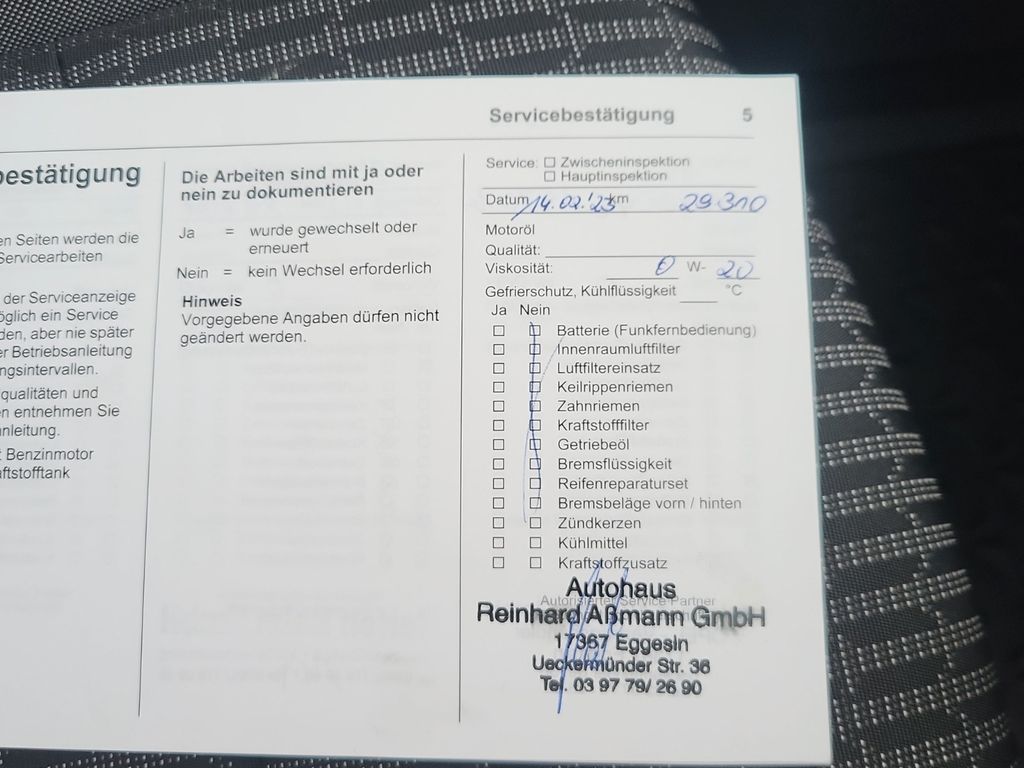 Servicebestätigung 5
bestätigung
en Seiten werden die
Servicearbeiten
der Serviceanzeige
öglich ein Service
den, aber nie später
er Betriebsanleitung
ngsintervallen.
qualitäten und
en entnehmen Sie
nleitung.
t Benzinmotor
aftstofftank
Die Arbeiten sind mit ja oder
nein zu dokumentieren
Ja = wurde gewechselt oder
erneuert
Nein = kein Wechsel erforderlich
Hinweis
Vorgegebene Angaben dürfen nicht
geändert werden.
Service: ☐ Zwischeninspektion
☐ Hauptinspektion
Datum 14.02.'23 km 29.310
Motoröl
Qualität:
Viskosität: 0 W- 20
Gefrierschutz, Kühlflüssigkeit °C
Ja Nein
☐ ☐ Batterie (Funkfernbedienung)
☐ ☐ Innenraumluftfilter
☐ ☐ Luftfiltereinsatz
☐ ☐ Keilrippenriemen
☐ ☐ Zahnriemen
☐ ☐ Kraftstofffilter
☐ ☐ Getriebeöl
☐ ☐ Bremsflüssigkeit
☐ ☐ Reifenreparaturset
☐ ☐ Bremsbeläge vorn / hinten
☐ ☐ Zündkerzen
☐ ☐ Kühlmittel
☐ ☐ Kraftstoffzusatz
Autohaus
Autorisierter Service Partner
Reinhard Aßmann GmbH
17367 Eggesin
Ueckermünder Str. 36
Tel. 03 97 79/ 26 90